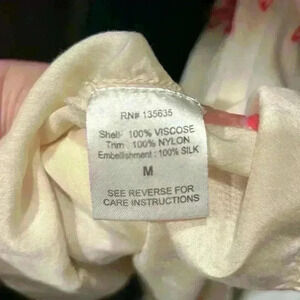 RN# 135635
Shell: 100% VISCOSE
Trim : 100% NYLON
Embellishment : 100% SILK
M
SEE REVERSE FOR
CARE INSTRUCTIONS